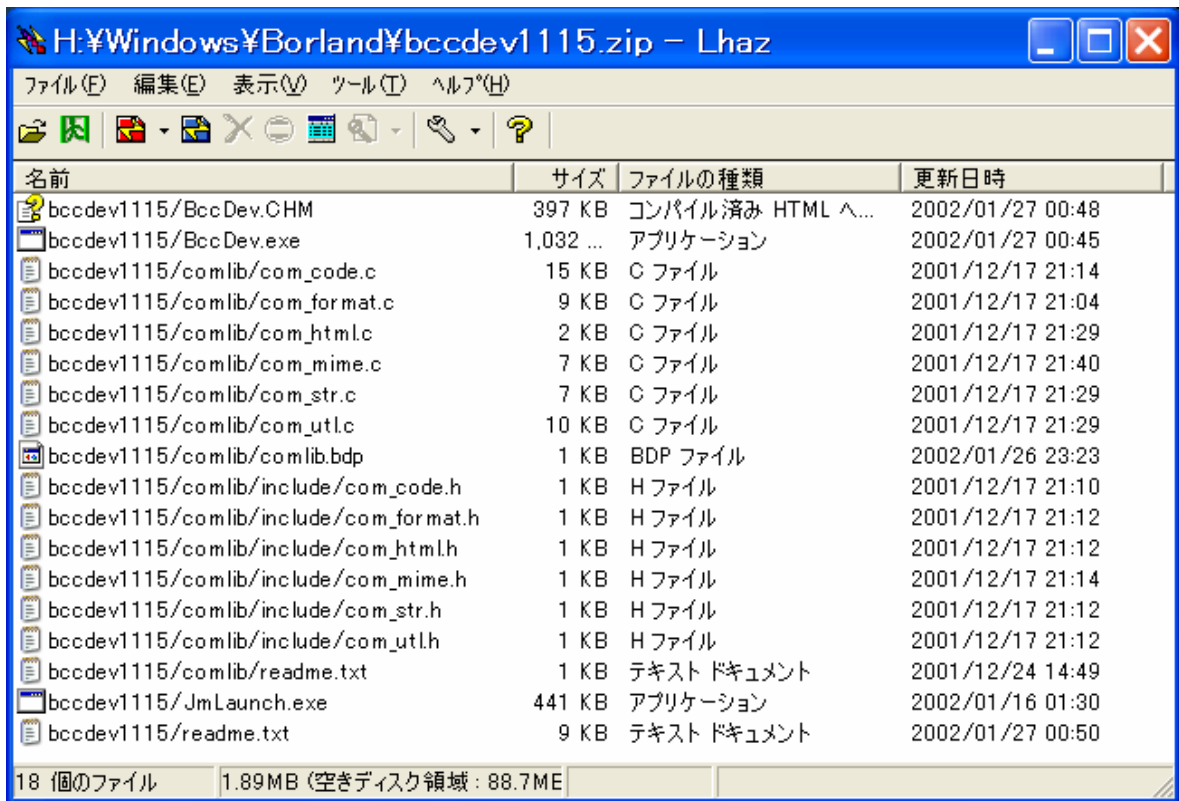 H:¥Windows¥Borland¥bccdev1115.zip - Lhaz
ファイル(F) 編集(E) 表示(V) ツール(T) ヘルプ(H)
名前 サイズ ファイルの種類 更新日時
bccdev1115/BccDev.CHM 397 KB コンパイル済み HTML ヘ... 2002/01/27 00:48
bccdev1115/BccDev.exe 1,032 ... アプリケーション 2002/01/27 00:45
bccdev1115/comlib/com_code.c 15 KB C ファイル 2001/12/17 21:14
bccdev1115/comlib/com_format.c 9 KB C ファイル 2001/12/17 21:04
bccdev1115/comlib/com_html.c 2 KB C ファイル 2001/12/17 21:29
bccdev1115/comlib/com_mime.c 7 KB C ファイル 2001/12/17 21:40
bccdev1115/comlib/com_str.c 7 KB C ファイル 2001/12/17 21:29
bccdev1115/comlib/com_utl.c 10 KB C ファイル 2001/12/17 21:29
bccdev1115/comlib/comlib.bdp 1 KB BDP ファイル 2002/01/26 23:23
bccdev1115/comlib/include/com_code.h 1 KB H ファイル 2001/12/17 21:10
bccdev1115/comlib/include/com_format.h 1 KB H ファイル 2001/12/17 21:12
bccdev1115/comlib/include/com_html.h 1 KB H ファイル 2001/12/17 21:12
bccdev1115/comlib/include/com_mime.h 1 KB H ファイル 2001/12/17 21:14
bccdev1115/comlib/include/com_str.h 1 KB H ファイル 2001/12/17 21:12
bccdev1115/comlib/include/com_utl.h 1 KB H ファイル 2001/12/17 21:12
bccdev1115/comlib/readme.txt 1 KB テキスト ドキュメント 2001/12/24 14:49
bccdev1115/JmLaunch.exe 441 KB アプリケーション 2002/01/16 01:30
bccdev1115/readme.txt 9 KB テキスト ドキュメント 2002/01/27 00:50
18 個のファイル 1.89MB (空きディスク領域 : 88.7ME